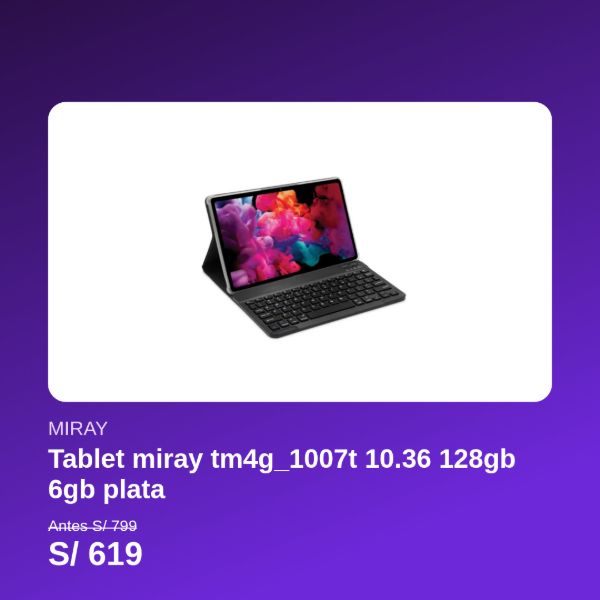 MIRAY
Tablet miray tm4g_1007t 10.36 128gb
6gb plata
Antes S/ 799
S/ 619